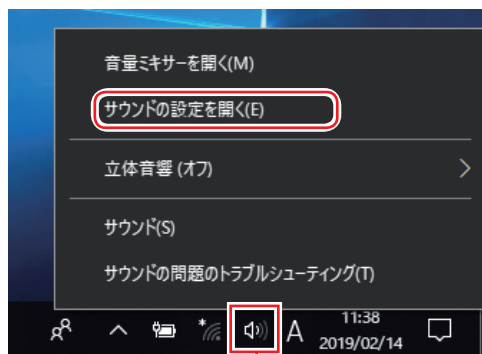 音量ミキサーを開く(M)
サウンドの設定を開く(E)
立体音響 (オフ)
サウンド(S)
サウンドの問題のトラブルシューティング(T)
A
11:38
2019/02/14